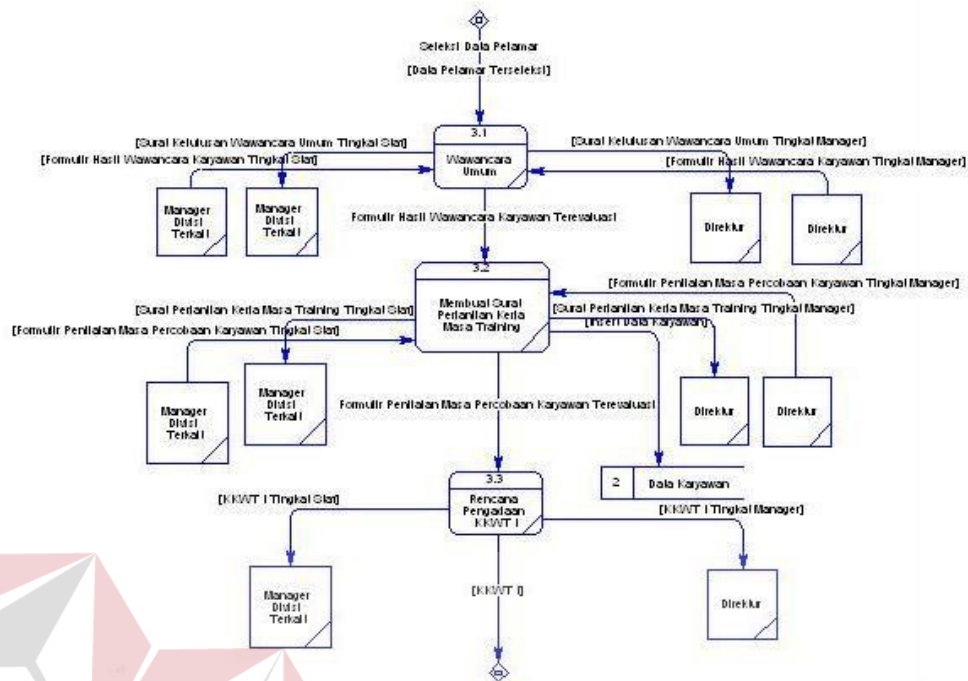 Seleksi Data Pelamar
[Data Pelamar Terseleksi]
3.1
Wawancara
Umum
[Surat Kelulusan Wawancara Umum Tingkat Staf]
[Formulir Hasil Wawancara Karyawan Tingkat Staf]
[Surat Kelulusan Wawancara Umum Tingkat Manager]
[Formulir Hasil Wawancara Karyawan Tingkat Manager]
Manager
Divisi
Terkait
Manager
Divisi
Terkait
Direktur
Direktur
Formulir Hasil Wawancara Karyawan Terevaluasi
3.2
Membuat Surat
Perjanjian Kerja
Masa Training
[Formulir Penilaian Masa Percobaan Karyawan Tingkat Manager]
[Surat Perjanjian Kerja Masa Training Tingkat Staf]
[Surat Perjanjian Kerja Masa Training Tingkat Manager]
[Formulir Penilaian Masa Percobaan Karyawan Tingkat Staf]
[Insert Data Karyawan]
Manager
Divisi
Terkait
Manager
Divisi
Terkait
Direktur
Direktur
Formulir Penilaian Masa Percobaan Karyawan Terevaluasi
3.3
Rencana
Pengadaan
KKWT I
2 Data Karyawan
[KKWT I Tingkat Staf]
[KKWT I Tingkat Manager]
Manager
Divisi
Terkait
[KKWT I]
Direktur